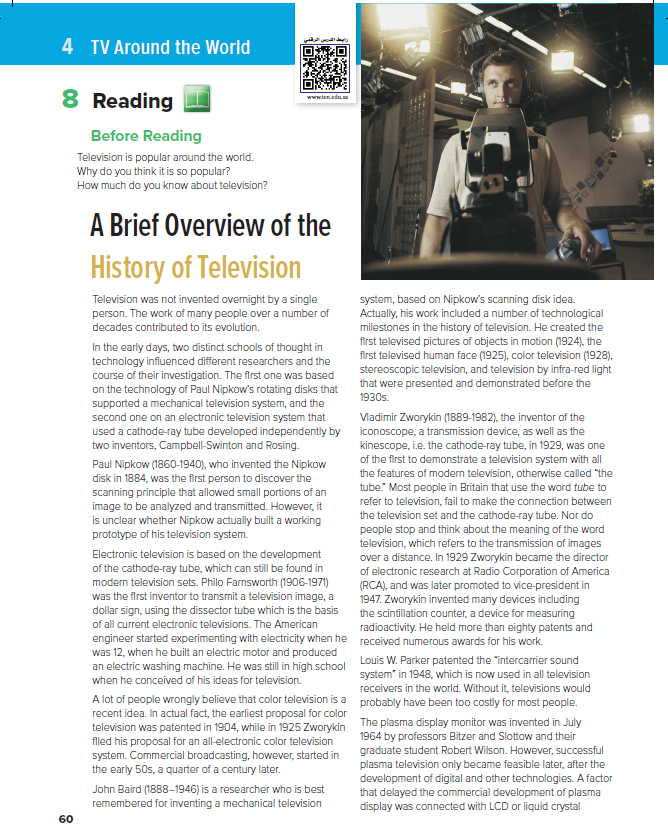 4 TV Around the World
رابط الدرس الرقمي
www.ien.edu.sa
8 Reading
Before Reading
Television is popular around the world.
Why do you think it is so popular?
How much do you know about television?
A Brief Overview of the
History of Television
Television was not invented overnight by a single
person. The work of many people over a number of
decades contributed to its evolution.
In the early days, two distinct schools of thought in
technology influenced different researchers and the
course of their investigation. The first one was based
on the technology of Paul Nipkow's rotating disks that
supported a mechanical television system, and the
second one on an electronic television system that
used a cathode-ray tube developed independently by
two inventors, Campbell-Swinton and Rosing.
Paul Nipkow (1860-1940), who invented the Nipkow
disk in 1884, was the first person to discover the
scanning principle that allowed small portions of an
image to be analyzed and transmitted. However, it
is unclear whether Nipkow actually built a working
prototype of his television system.
Electronic television is based on the development
of the cathode-ray tube, which can still be found in
modern television sets. Philo Farnsworth (1906-1971)
was the first inventor to transmit a television image, a
dollar sign, using the dissector tube which is the basis
of all current electronic televisions. The American
engineer started experimenting with electricity when he
was 12, when he built an electric motor and produced
an electric washing machine. He was still in high school
when he conceived of his ideas for television.
A lot of people wrongly believe that color television is a
recent idea. In actual fact, the earliest proposal for color
television was patented in 1904, while in 1925 Zworykin
filed his proposal for an all-electronic color television
system. Commercial broadcasting, however, started in
the early 50s, a quarter of a century later.
John Baird (1888–1946) is a researcher who is best
remembered for inventing a mechanical television
system, based on Nipkow's scanning disk idea.
Actually, his work included a number of technological
milestones in the history of television. He created the
first televised pictures of objects in motion (1924), the
first televised human face (1925), color television (1928),
stereoscopic television, and television by infra-red light
that were presented and demonstrated before the
1930s.
Vladimir Zworykin (1889-1982), the inventor of the
iconoscope, a transmission device, as well as the
kinescope, i.e. the cathode-ray tube, in 1929, was one
of the first to demonstrate a television system with all
the features of modern television, otherwise called "the
tube." Most people in Britain that use the word tube to
refer to television, fail to make the connection between
the television set and the cathode-ray tube. Nor do
people stop and think about the meaning of the word
television, which refers to the transmission of images
over a distance. In 1929 Zworykin became the director
of electronic research at Radio Corporation of America
(RCA), and was later promoted to vice-president in
1947. Zworykin invented many devices including
the scintillation counter, a device for measuring
radioactivity. He held more than eighty patents and
received numerous awards for his work.
Louis W. Parker patented the "intercarrier sound
system" in 1948, which is now used in all television
receivers in the world. Without it, televisions would
probably have been too costly for most people.
The plasma display monitor was invented in July
1964 by professors Bitzer and Slottow and their
graduate student Robert Wilson. However, successful
plasma television only became feasible later, after the
development of digital and other technologies. A factor
that delayed the commercial development of plasma
display was connected with LCD or liquid crystal
60